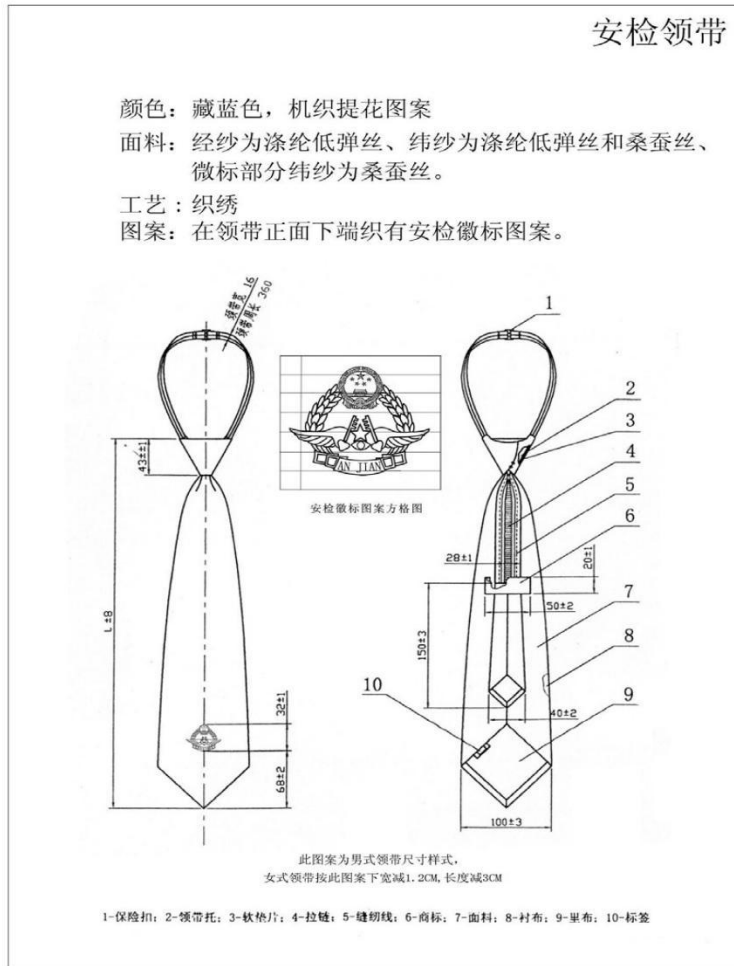 安检领带
颜色：藏蓝色，机织提花图案
面料：经纱为涤纶低弹丝、纬纱为涤纶低弹丝和桑蚕丝、
微标部分纬纱为桑蚕丝。
工艺：织绣
图案：在领带正面下端织有安检徽标图案。
颈带宽 16
颈带周长 360
1
2
3
4
5
6
7
8
9
10
43±1
AN JIAN
安检徽标图案方格图
28±1
20±1
50±2
L±8
150±3
32±1
40±2
68±2
100±3
此图案为男式领带尺寸样式，
女式领带按此图案下宽减1.2CM,长度减3CM
1-保险扣；2-领带托；3-软垫片；4-拉链；5-缝纫线；6-商标；7-面料；8-衬布；9-里布；10-标签